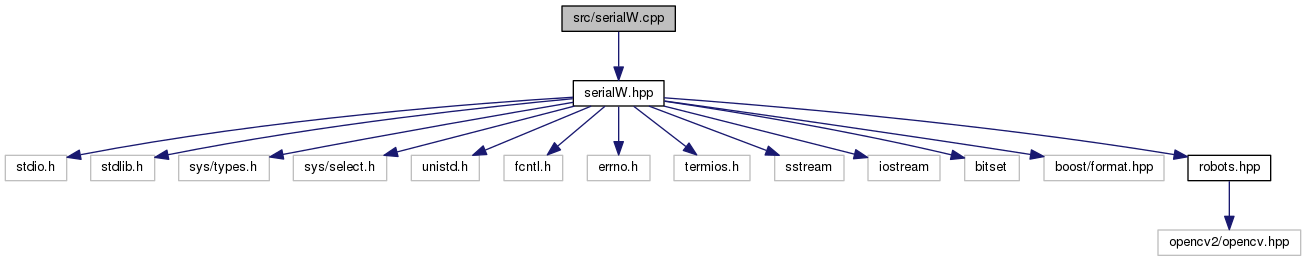 src/serialW.cpp
serialW.hpp
stdio.h
stdlib.h
sys/types.h
sys/select.h
unistd.h
fcntl.h
errno.h
termios.h
sstream
iostream
bitset
boost/format.hpp
robots.hpp
opencv2/opencv.hpp